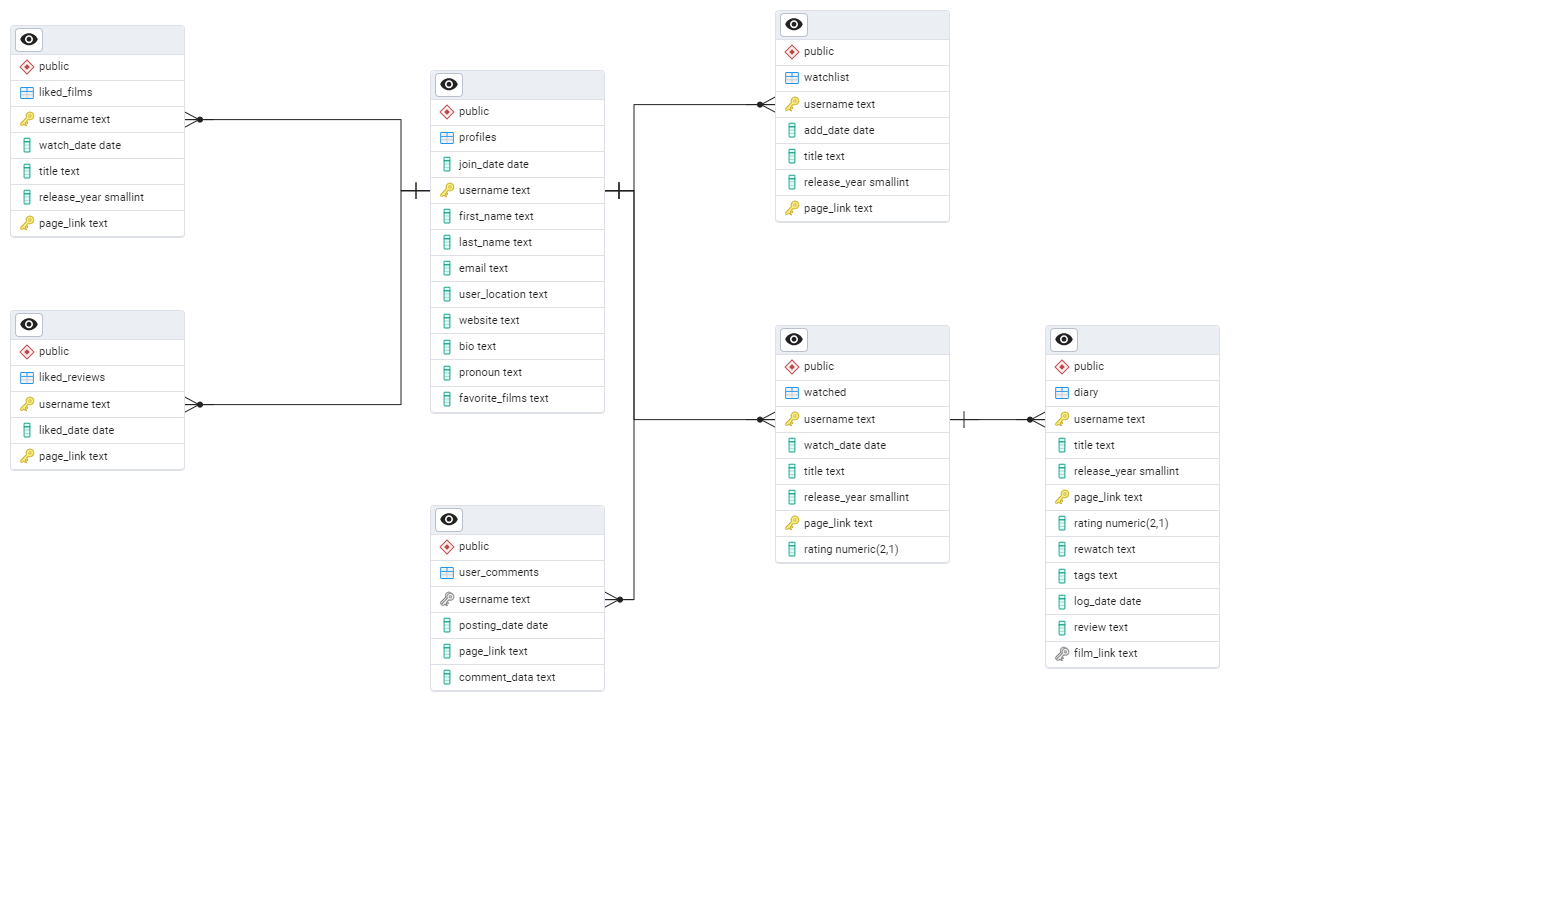 public
liked_films
username text
watch_date date
title text
release_year smallint
page_link text
public
liked_reviews
username text
liked_date date
page_link text
public
profiles
join_date date
username text
first_name text
last_name text
email text
user_location text
website text
bio text
pronoun text
favorite_films text
public
user_comments
username text
posting_date date
page_link text
comment_data text
public
watchlist
username text
add_date date
title text
release_year smallint
page_link text
public
watched
username text
watch_date date
title text
release_year smallint
page_link text
rating numeric(2,1)
public
diary
username text
title text
release_year smallint
page_link text
rating numeric(2,1)
rewatch text
tags text
log_date date
review text
film_link text